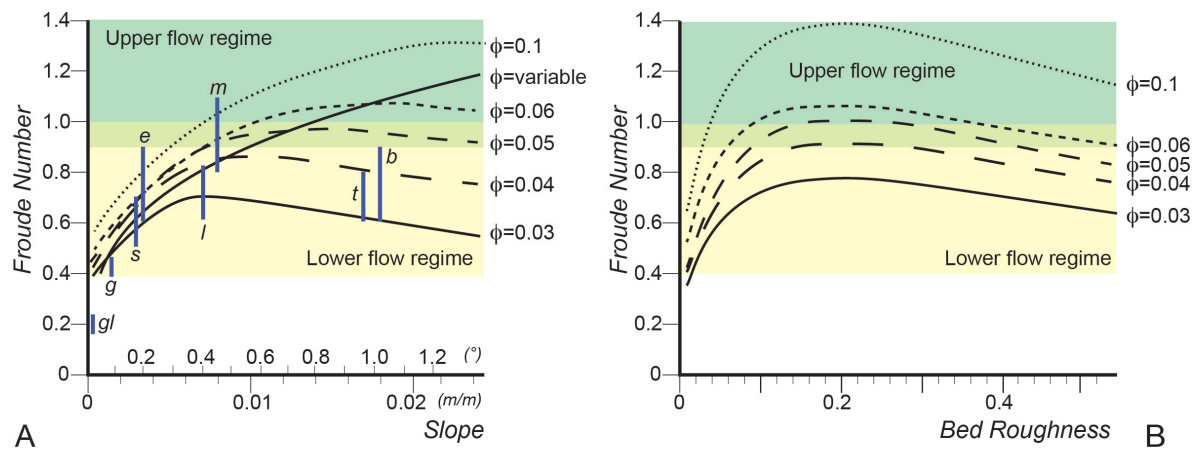 1.4
1.2
1.0
0.8
0.6
0.4
0.2
0
Froude Number
Upper flow regime
Lower flow regime
ϕ=0.1
ϕ=variable
ϕ=0.06
ϕ=0.05
ϕ=0.04
ϕ=0.03
m
e
b
t
l
s
g
gl
0.2 0.4 0.6 0.8 1.0 1.2 (°)
0 0.01 0.02 (m/m)
Slope
A
1.4
1.2
1.0
0.8
0.6
0.4
0.2
0
Froude Number
Upper flow regime
Lower flow regime
ϕ=0.1
ϕ=0.06
ϕ=0.05
ϕ=0.04
ϕ=0.03
0 0.2 0.4
Bed Roughness
B